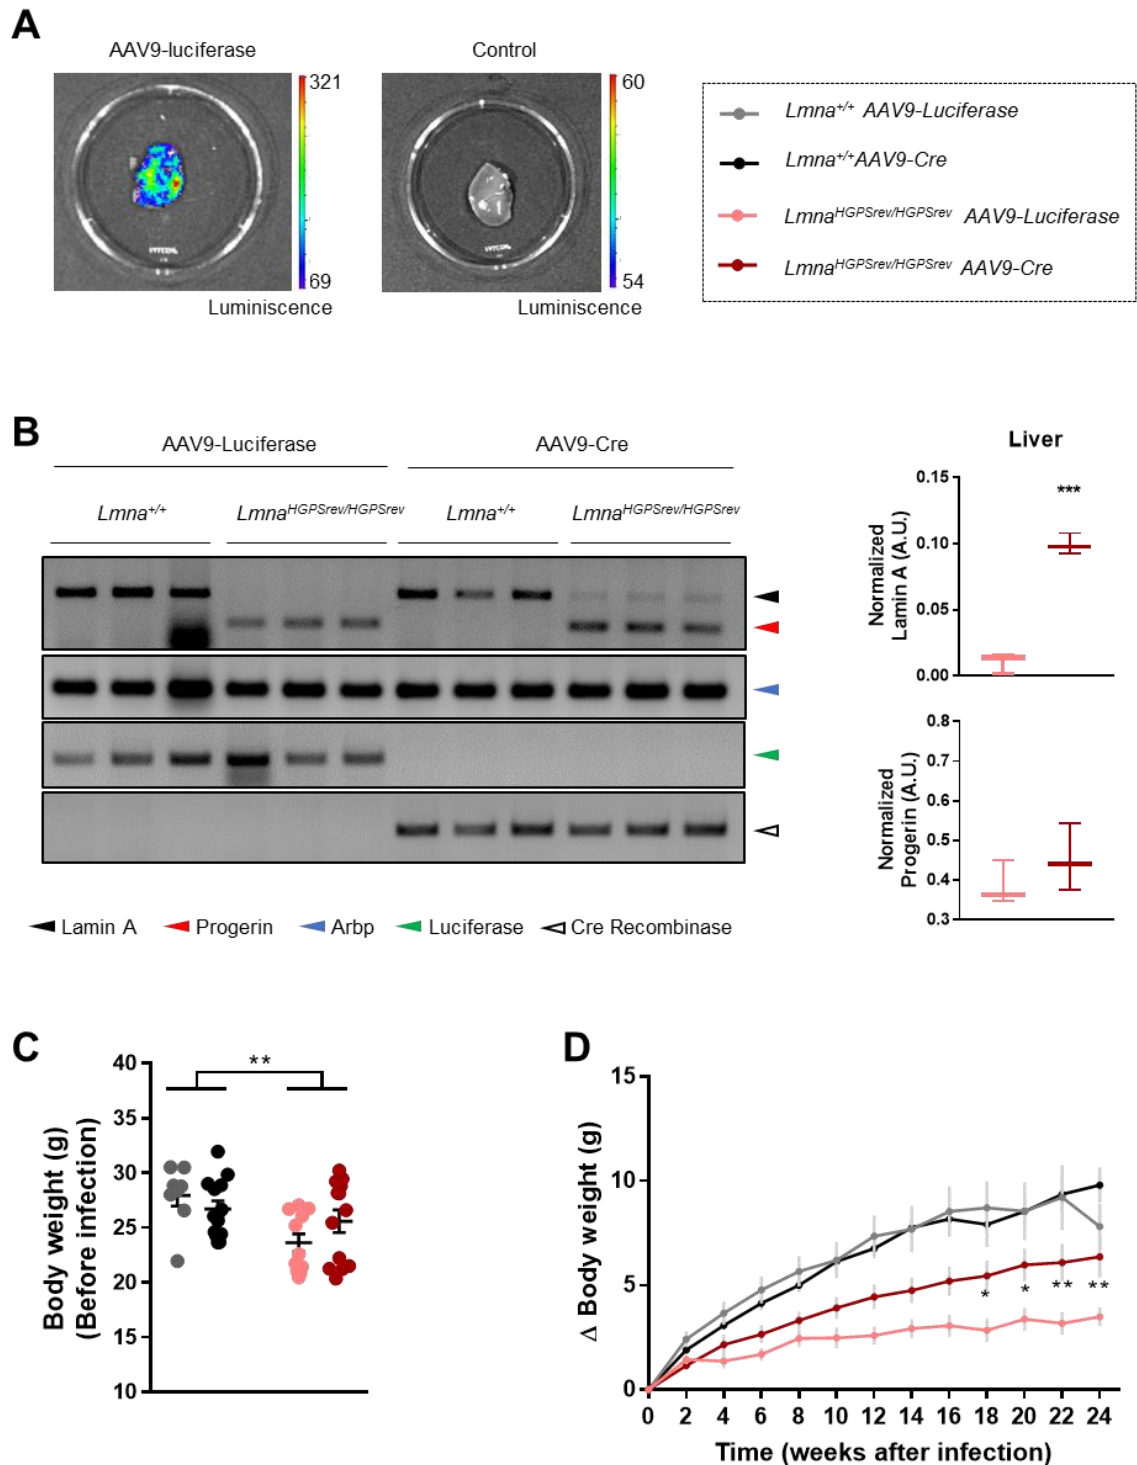 A
AAV9-luciferase
Control
321
69
Luminiscence
60
54
Luminiscence
Lmna+/+ AAV9-Luciferase
Lmna+/+AAV9-Cre
LmnaHGPSrev/HGPSrev AAV9-Luciferase
LmnaHGPSrev/HGPSrev AAV9-Cre
B
AAV9-Luciferase
AAV9-Cre
Lmna+/+
LmnaHGPSrev/HGPSrev
Lmna+/+
LmnaHGPSrev/HGPSrev
Lamin A
Progerin
Arbp
Luciferase
Cre Recombinase
Liver
Normalized
Lamin A (A.U.)
0.15
0.10
0.05
0.00
***
Normalized
Progerin (A.U.)
0.8
0.7
0.6
0.5
0.4
0.3
C
Body weight (g)
(Before infection)
40
35
30
25
20
15
10
**
D
Δ Body weight (g)
15
10
5
0
* * ** **
0 2 4 6 8 10 12 14 16 18 20 22 24
Time (weeks after infection)